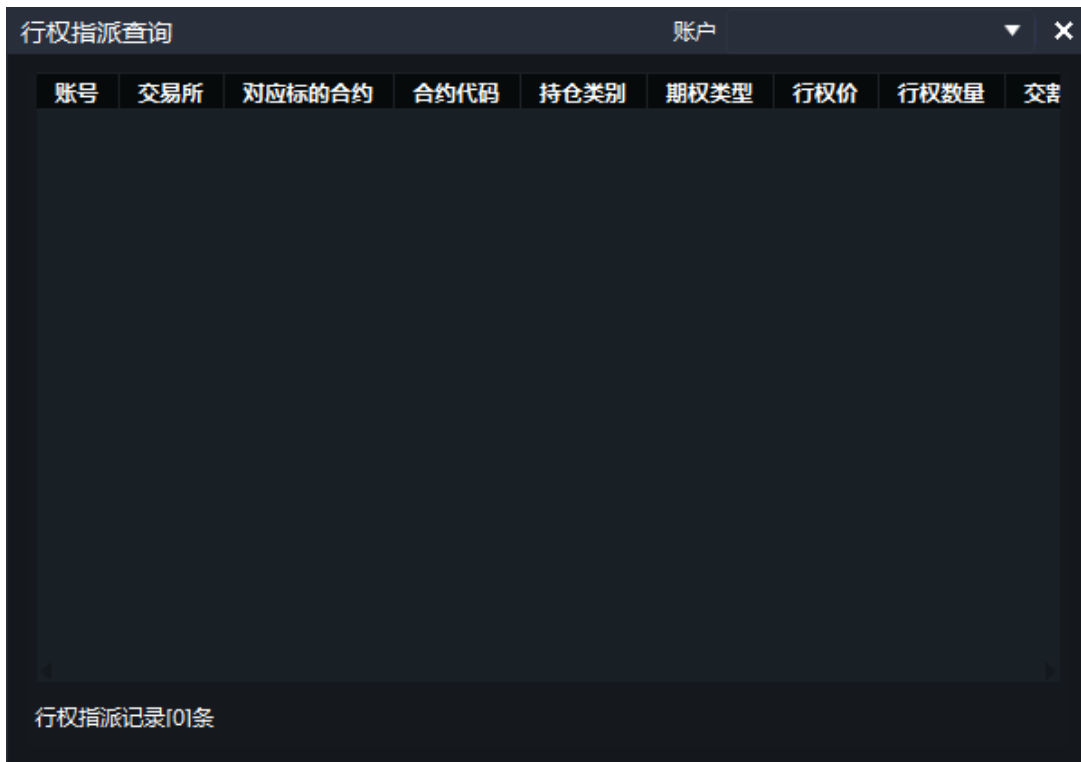 行权指派查询 账户
账号 交易所 对应标的合约 合约代码 持仓类别 期权类型 行权价 行权数量 交割
行权指派记录[0]条